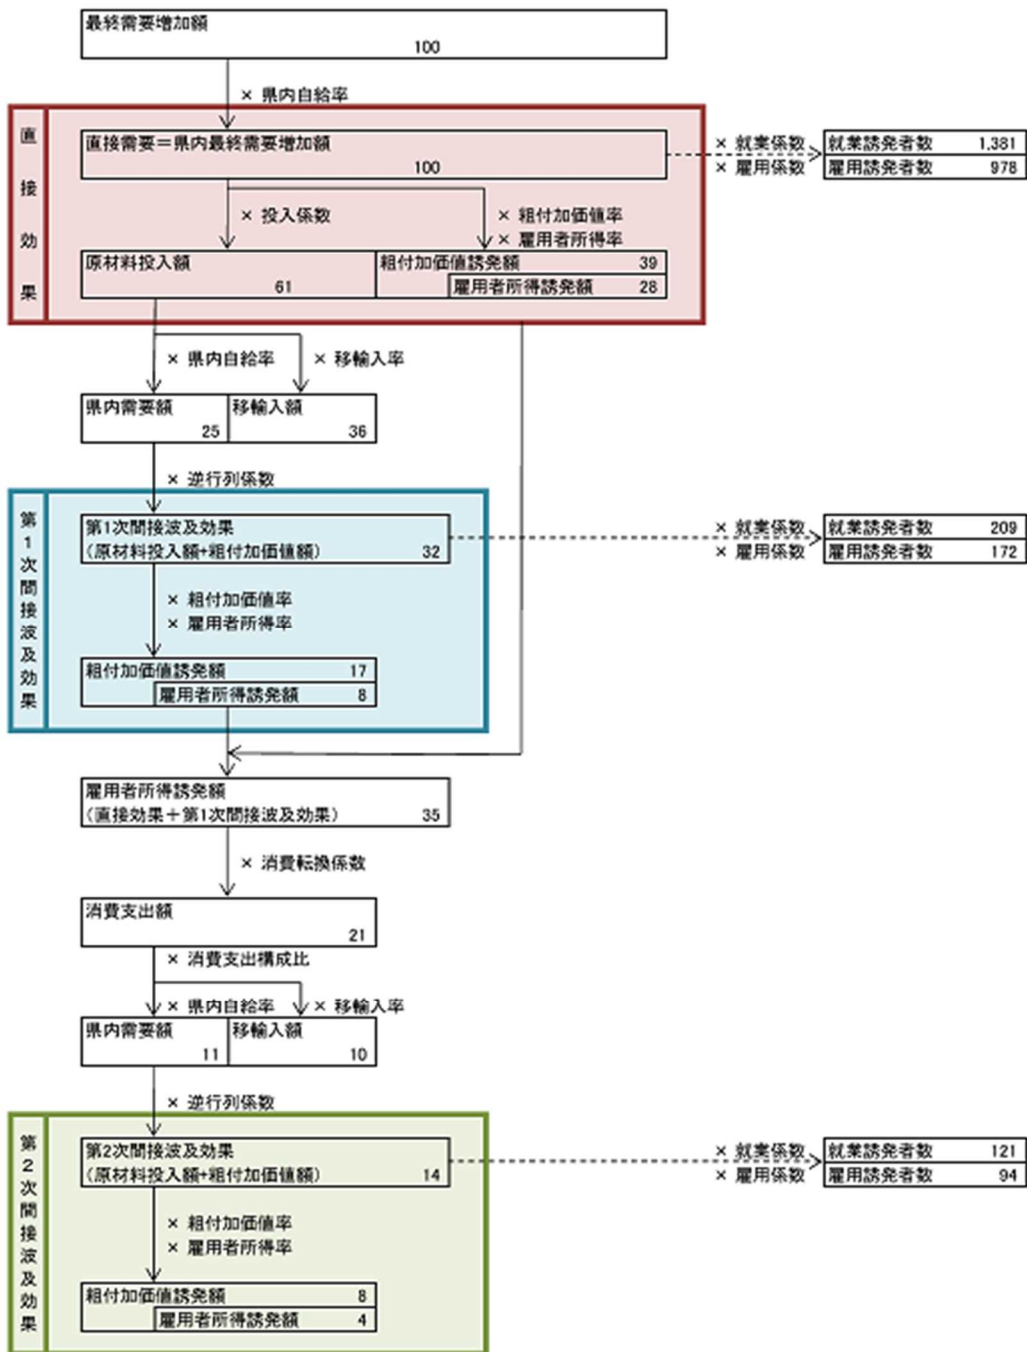 最終需要増加額
100
× 県内自給率
直接効果
直接需要=県内最終需要増加額
100
× 就業係数
× 雇用係数
就業誘発者数 1,381
雇用誘発者数 978
× 投入係数
× 粗付加価値率
× 雇用者所得率
原材料投入額
61
粗付加価値誘発額 39
雇用者所得誘発額 28
× 県内自給率
× 移輸入率
県内需要額
25
移輸入額
36
× 逆行列係数
第1次間接波及効果
第1次間接波及効果
(原材料投入額+粗付加価値額) 32
× 就業係数
× 雇用係数
就業誘発者数 209
雇用誘発者数 172
× 粗付加価値率
× 雇用者所得率
粗付加価値誘発額 17
雇用者所得誘発額 8
雇用者所得誘発額
(直接効果+第1次間接波及効果) 35
× 消費転換係数
消費支出額
21
× 消費支出構成比
× 県内自給率
× 移輸入率
県内需要額
11
移輸入額
10
× 逆行列係数
第2次間接波及効果
第2次間接波及効果
(原材料投入額+粗付加価値額) 14
× 就業係数
× 雇用係数
就業誘発者数 121
雇用誘発者数 94
× 粗付加価値率
× 雇用者所得率
粗付加価値誘発額 8
雇用者所得誘発額 4